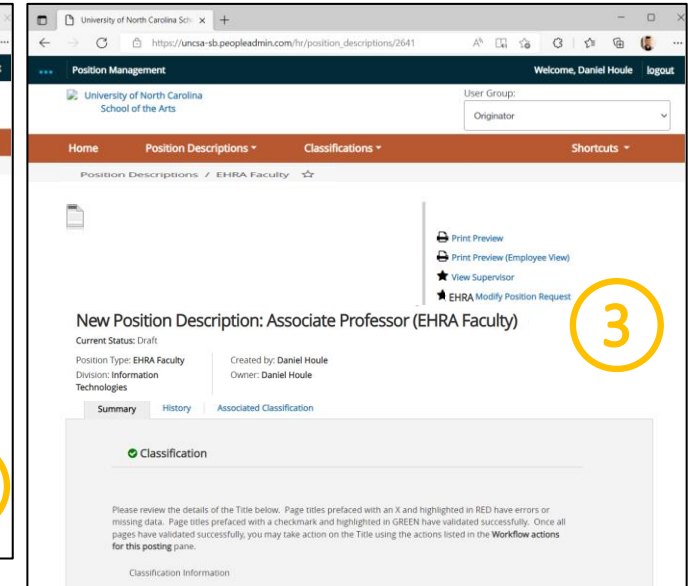 University of North Carolina Sch
https://uncsa-sb.peopleadmin.com/hr/position_descriptions/2641
Position Management
Welcome, Daniel Houle
logout
University of North Carolina
School of the Arts
User Group:
Originator
Home
Position Descriptions
Classifications
Shortcuts
Position Descriptions / EHRA Faculty
Print Preview
Print Preview (Employee View)
View Supervisor
EHRA Modify Position Request
3
New Position Description: Associate Professor (EHRA Faculty)
Current Status: Draft
Position Type: EHRA Faculty
Division: Information
Technologies
Created by: Daniel Houle
Owner: Daniel Houle
Summary
History
Associated Classification
Classification
Please review the details of the Title below. Page titles prefaced with an X and highlighted in RED have errors or
missing data. Page titles prefaced with a checkmark and highlighted in GREEN have validated successfully. Once all
pages have validated successfully, you may take action on the Title using the actions listed in the Workflow actions
for this posting pane.
Classification Information